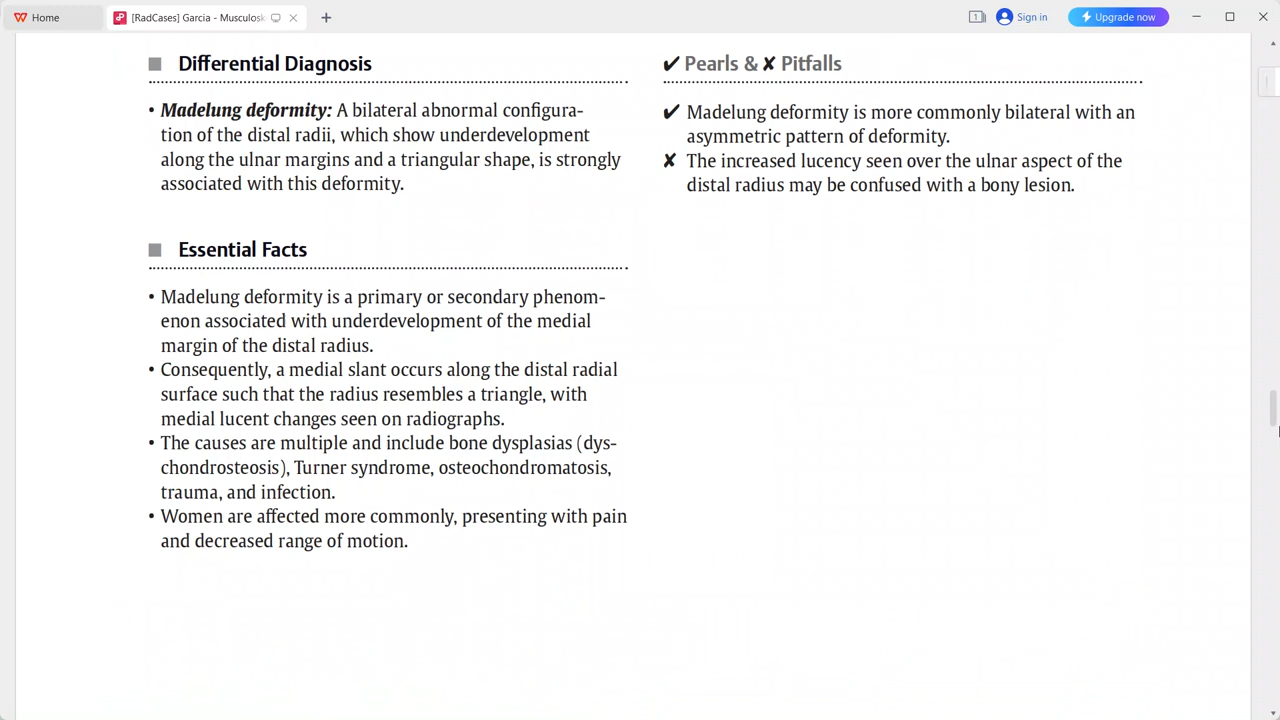 Home
[RadCases] Garcia - Musculosk
1
Sign in
Upgrade now
Differential Diagnosis
• Madelung deformity: A bilateral abnormal configura-
tion of the distal radii, which show underdevelopment
along the ulnar margins and a triangular shape, is strongly
associated with this deformity.
Essential Facts
• Madelung deformity is a primary or secondary phenom-
enon associated with underdevelopment of the medial
margin of the distal radius.
• Consequently, a medial slant occurs along the distal radial
surface such that the radius resembles a triangle, with
medial lucent changes seen on radiographs.
• The causes are multiple and include bone dysplasias (dys-
chondrosteosis), Turner syndrome, osteochondromatosis,
trauma, and infection.
• Women are affected more commonly, presenting with pain
and decreased range of motion.
✔ Pearls & ✘ Pitfalls
✔ Madelung deformity is more commonly bilateral with an
asymmetric pattern of deformity.
✘ The increased lucency seen over the ulnar aspect of the
distal radius may be confused with a bony lesion.